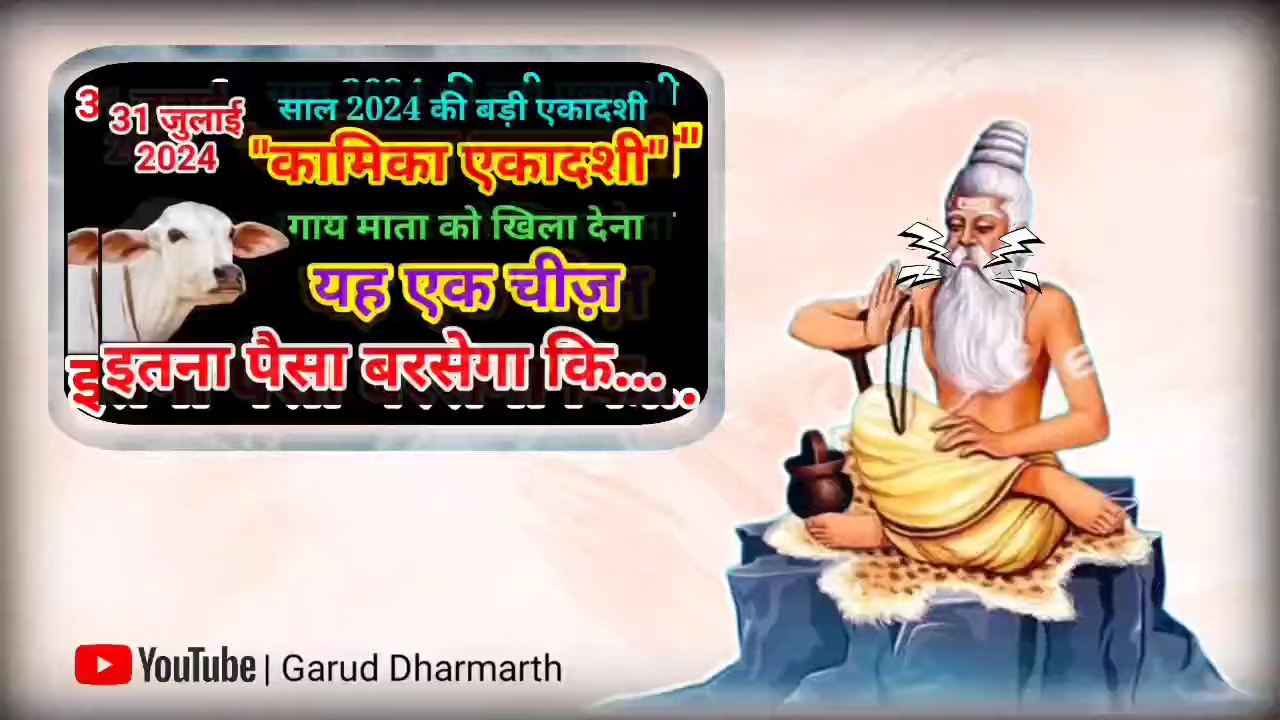 31 जुलाई
2024
साल 2024 की बड़ी एकादशी
"कामिका एकादशी"
गाय माता को खिला देना
यह एक चीज़
इतना पैसा बरसेगा कि...
YouTube | Garud Dharmarth